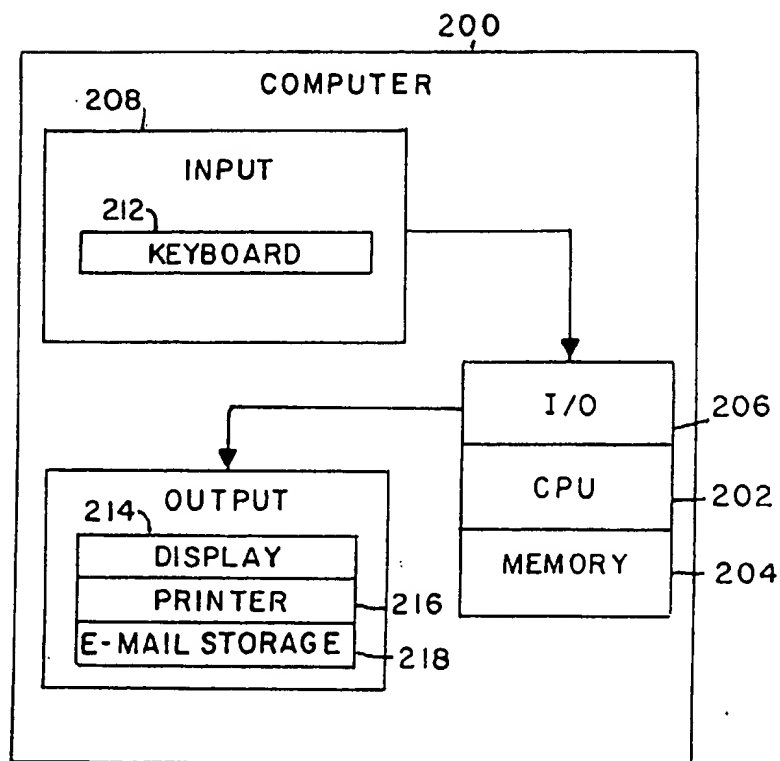 200
COMPUTER
208
INPUT
212
KEYBOARD
I/O
206
CPU
202
MEMORY
204
OUTPUT
214
DISPLAY
PRINTER
216
E-MAIL STORAGE
218